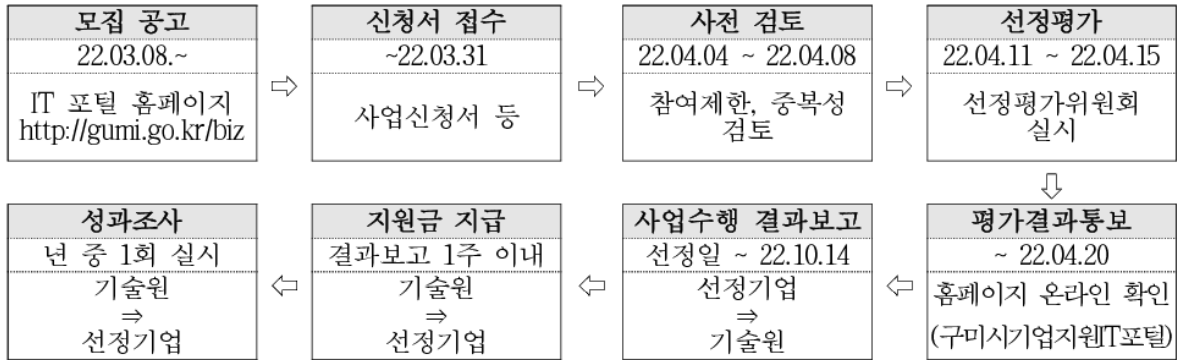 모집 공고
22.03.08.~
IT 포털 홈페이지
http://gumi.go.kr/biz
⇨
신청서 접수
~22.03.31
사업신청서 등
⇨
사전 검토
22.04.04 ~ 22.04.08
참여제한, 중복성
검토
⇨
선정평가
22.04.11 ~ 22.04.15
선정평가위원회
실시
⇩
평가결과통보
~ 22.04.20
홈페이지 온라인 확인
(구미시기업지원IT포털)
⇦
사업수행 결과보고
선정일 ~ 22.10.14
선정기업
⇒
기술원
⇦
지원금 지급
결과보고 1주 이내
기술원
⇒
선정기업
⇦
성과조사
년 중 1회 실시
기술원
⇒
선정기업